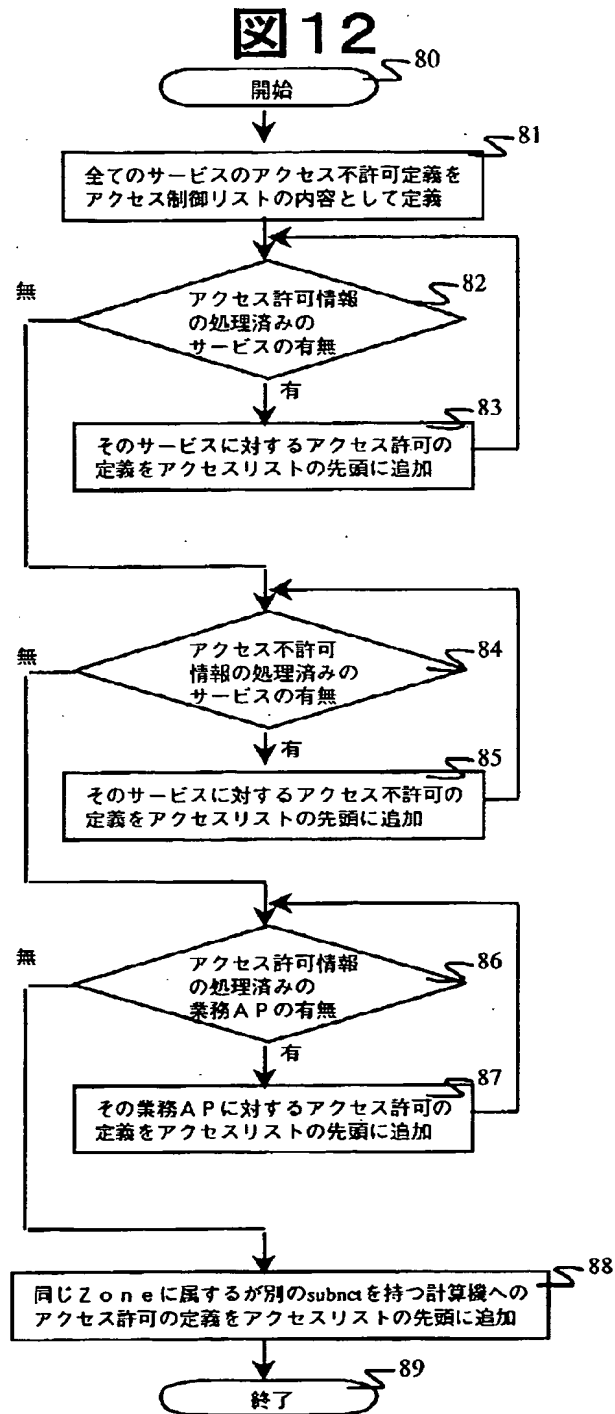 図12
80
開始
81
全てのサービスのアクセス不許可定義を
アクセス制御リストの内容として定義
無
82
アクセス許可情報
の処理済みの
サービスの有無
有
83
そのサービスに対するアクセス許可の
定義をアクセスリストの先頭に追加
無
84
アクセス不許可
情報の処理済みの
サービスの有無
有
85
そのサービスに対するアクセス不許可の
定義をアクセスリストの先頭に追加
無
86
アクセス許可情報
の処理済みの
業務APの有無
有
87
その業務APに対するアクセス許可の
定義をアクセスリストの先頭に追加
88
同じZoneに属するが別のsubnetを持つ計算機への
アクセス許可の定義をアクセスリストの先頭に追加
89
終了